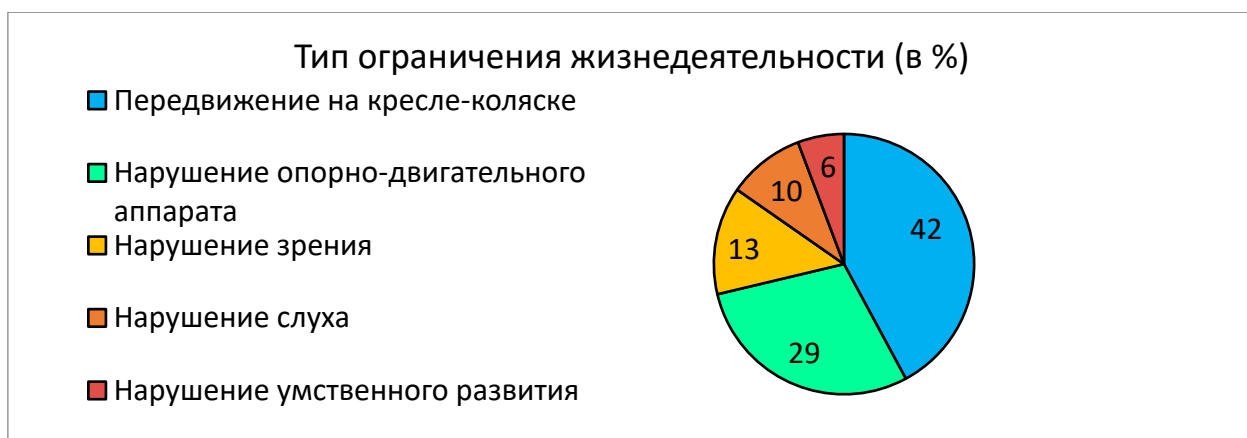 Тип ограничения жизнедеятельности (в %)
Передвижение на кресле-коляске
Нарушение опорно-двигательного
аппарата
Нарушение зрения
Нарушение слуха
Нарушение умственного развития
42
29
13
10
6